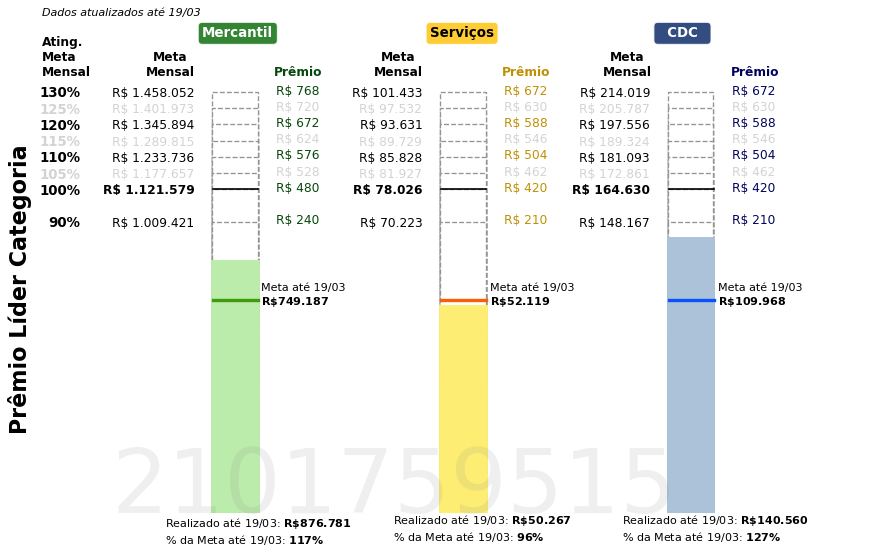 Dados atualizados até 19/03
Mercantil Serviços CDC
Ating. Meta Mensal
Meta Mensal Prêmio Meta Mensal Prêmio Meta Mensal Prêmio
130% R$ 1.458.052 R$ 768 R$ 101.433 R$ 672 R$ 214.019 R$ 672
125% R$ 1.401.973 R$ 720 R$ 97.532 R$ 630 R$ 205.787 R$ 630
120% R$ 1.345.894 R$ 672 R$ 93.631 R$ 588 R$ 197.556 R$ 588
115% R$ 1.289.815 R$ 624 R$ 89.729 R$ 546 R$ 189.324 R$ 546
110% R$ 1.233.736 R$ 576 R$ 85.828 R$ 504 R$ 181.093 R$ 504
105% R$ 1.177.657 R$ 528 R$ 81.927 R$ 462 R$ 172.861 R$ 462
100% R$ 1.121.579 R$ 480 R$ 78.026 R$ 420 R$ 164.630 R$ 420
90% R$ 1.009.421 R$ 240 R$ 70.223 R$ 210 R$ 148.167 R$ 210
Prêmio Líder Categoria
Meta até 19/03 Meta até 19/03 Meta até 19/03
R$749.187 R$52.119 R$109.968
2101759515
Realizado até 19/03: R$876.781 Realizado até 19/03: R$50.267 Realizado até 19/03: R$140.560
% da Meta até 19/03: 117% % da Meta até 19/03: 96% % da Meta até 19/03: 127%